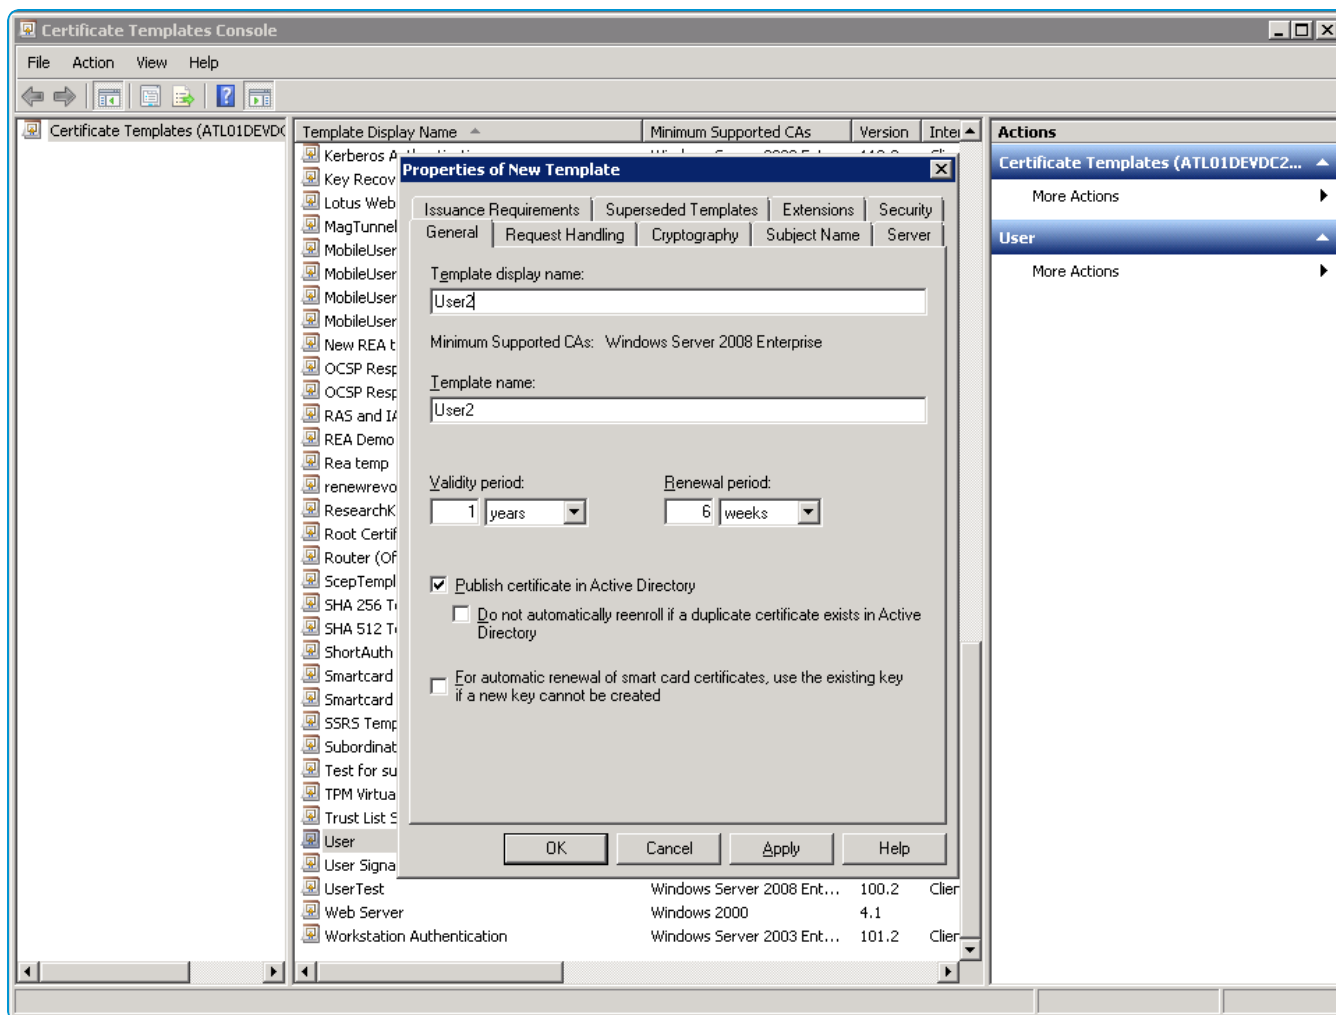 Certificate Templates Console
File Action View Help
Certificate Templates (ATL01DEVDC
Template Display Name Minimum Supported CAs Version Inter
Kerberos A
Key Recov
Lotus Web
MagTunnel
MobileUser
MobileUser
MobileUser
MobileUser
New REA t
OCSP Resp
OCSP Resp
RAS and IA
REA Demo
Rea temp
renewrevo
ResearchK
Root Certif
Router (Of
ScepTempl
SHA 256 T
SHA 512 T
ShortAuth
Smartcard
Smartcard
SSRS Temp
Subordinat
Test for su
TPM Virtua
Trust List S
User
User Signa
UserTest Windows Server 2008 Ent... 100.2 Clier
Web Server Windows 2000 4.1
Workstation Authentication Windows Server 2003 Ent... 101.2 Clier
Properties of New Template
Issuance Requirements Superseded Templates Extensions Security
General Request Handling Cryptography Subject Name Server
Template display name:
User2
Minimum Supported CAs: Windows Server 2008 Enterprise
Template name:
User2
Validity period: Renewal period:
1 years 6 weeks
Publish certificate in Active Directory
Do not automatically reenroll if a duplicate certificate exists in Active
Directory
For automatic renewal of smart card certificates, use the existing key
if a new key cannot be created
OK Cancel Apply Help
Actions
Certificate Templates (ATL01DEVDC2...
More Actions
User
More Actions